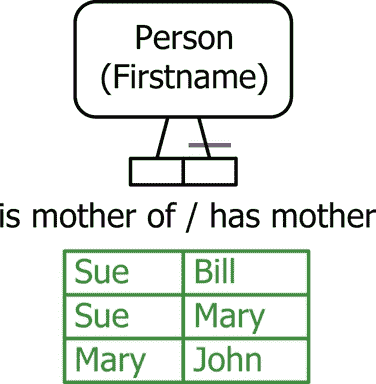 Person
(Firstname)
is mother of / has mother
Sue Bill
Sue Mary
Mary John